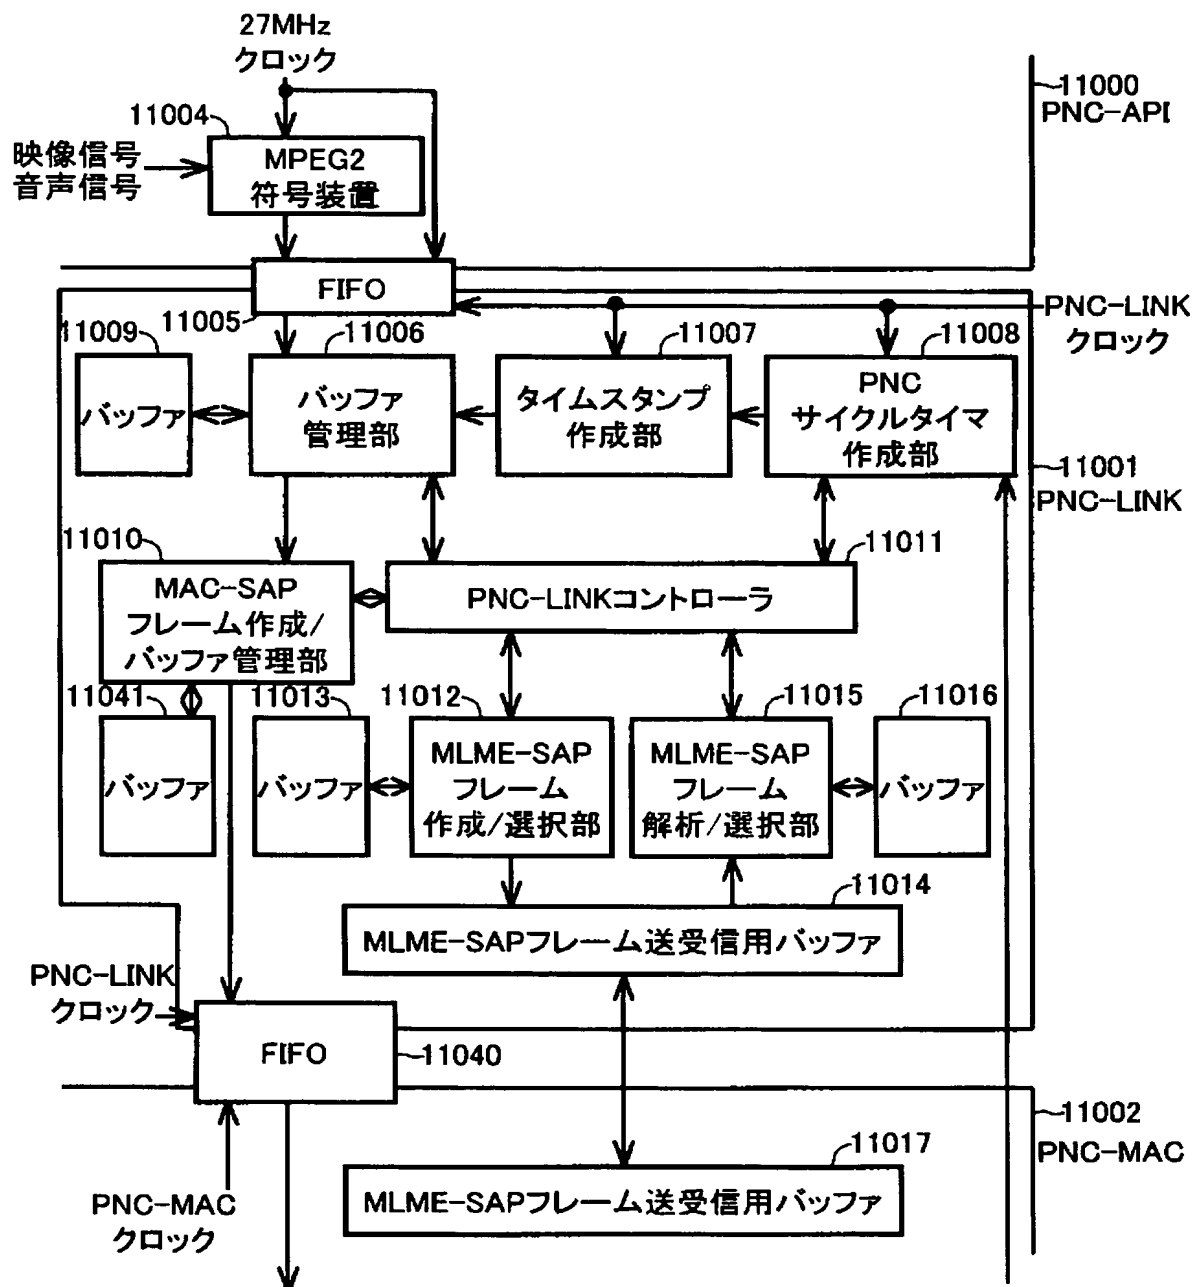 27MHz
クロック
11000
PNC-API
11004
映像信号
音声信号
MPEG2
符号装置
FIFO
11005
PNC-LINK
クロック
11009
11006
11007
11008
バッファ
バッファ
管理部
タイムスタンプ
作成部
PNC
サイクルタイマ
作成部
11001
PNC-LINK
11010
11011
MAC-SAP
フレーム作成/
バッファ管理部
PNC-LINKコントローラ
11041
11013
11012
11015
11016
バッファ
バッファ
MLME-SAP
フレーム
作成/選択部
MLME-SAP
フレーム
解析/選択部
バッファ
11014
MLME-SAPフレーム送受信用バッファ
PNC-LINK
クロック
FIFO
11040
11002
PNC-MAC
11017
MLME-SAPフレーム送受信用バッファ
PNC-MAC
クロック